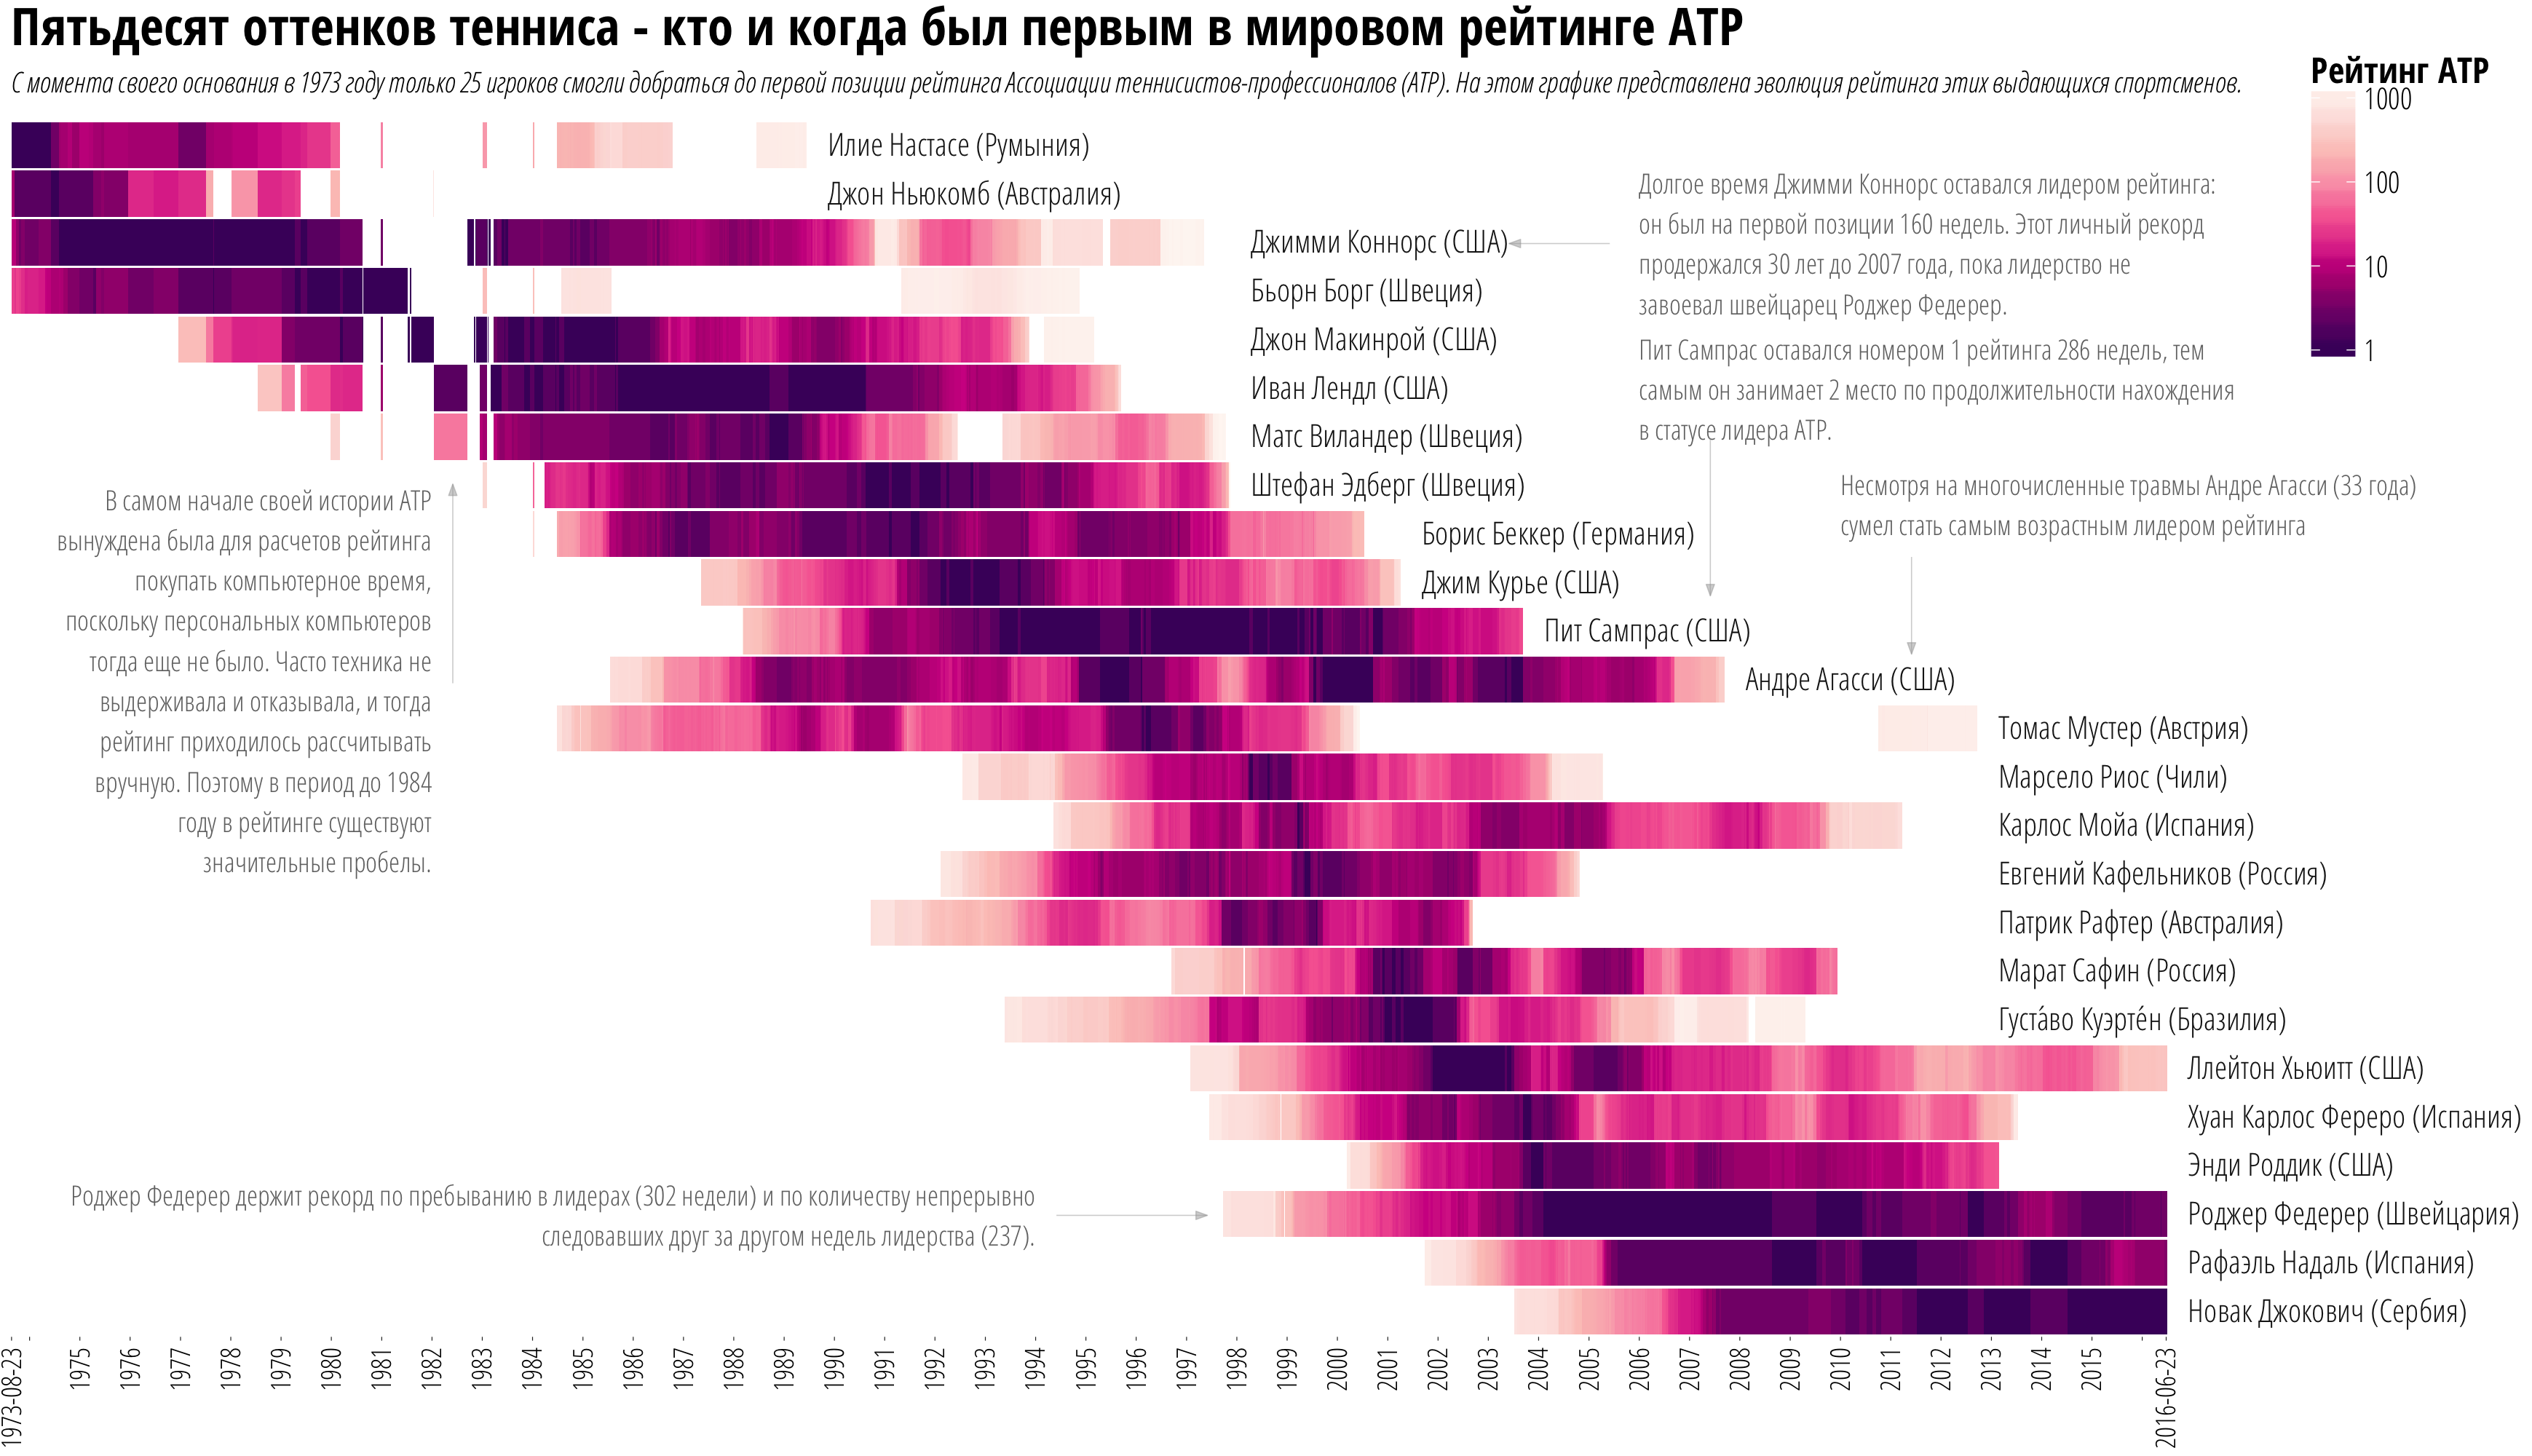 Пятьдесят оттенков тенниса - кто и когда был первым в мировом рейтинге ATP
С момента своего основания в 1973 году только 25 игроков смогли добраться до первой позиции рейтинга Ассоциации теннисистов-профессионалов (ATP). На этом графике представлена эволюция рейтинга этих выдающихся спортсменов.
Рейтинг ATP
1000
100
10
1
Илие Настасе (Румыния)
Джон Ньюкомб (Австралия)
Джимми Коннорс (США)
Бьорн Борг (Швеция)
Джон Макинрой (США)
Иван Лендл (США)
Матс Виландер (Швеция)
Штефан Эдберг (Швеция)
Борис Беккер (Германия)
Джим Курье (США)
Пит Сампрас (США)
Андре Агасси (США)
Томас Мустер (Австрия)
Марсело Риос (Чили)
Карлос Мойа (Испания)
Евгений Кафельников (Россия)
Патрик Рафтер (Австралия)
Марат Сафин (Россия)
Густа́во Куэрте́н (Бразилия)
Ллейтон Хьюитт (США)
Хуан Карлос Фереро (Испания)
Энди Роддик (США)
Роджер Федерер (Швейцария)
Рафаэль Надаль (Испания)
Новак Джокович (Сербия)
Долгое время Джимми Коннорс оставался лидером рейтинга:
он был на первой позиции 160 недель. Этот личный рекорд
продержался 30 лет до 2007 года, пока лидерство не
завоевал швейцарец Роджер Федерер.
Пит Сампрас оставался номером 1 рейтинга 286 недель, тем
самым он занимает 2 место по продолжительности нахождения
в статусе лидера ATP.
Несмотря на многочисленные травмы Андре Агасси (33 года)
сумел стать самым возрастным лидером рейтинга
В самом начале своей истории ATP
вынуждена была для расчетов рейтинга
покупать компьютерное время,
поскольку персональных компьютеров
тогда еще не было. Часто техника не
выдерживала и отказывала, и тогда
рейтинг приходилось рассчитывать
вручную. Поэтому в период до 1984
году в рейтинге существуют
значительные пробелы.
Роджер Федерер держит рекорд по пребыванию в лидерах (302 недели) и по количеству непрерывно
следовавших друг за другом недель лидерства (237).
1973-08-23
1975
1976
1977
1978
1979
1980
1981
1982
1983
1984
1985
1986
1987
1988
1989
1990
1991
1992
1993
1994
1995
1996
1997
1998
1999
2000
2001
2002
2003
2004
2005
2006
2007
2008
2009
2010
2011
2012
2013
2014
2015
2016-06-23